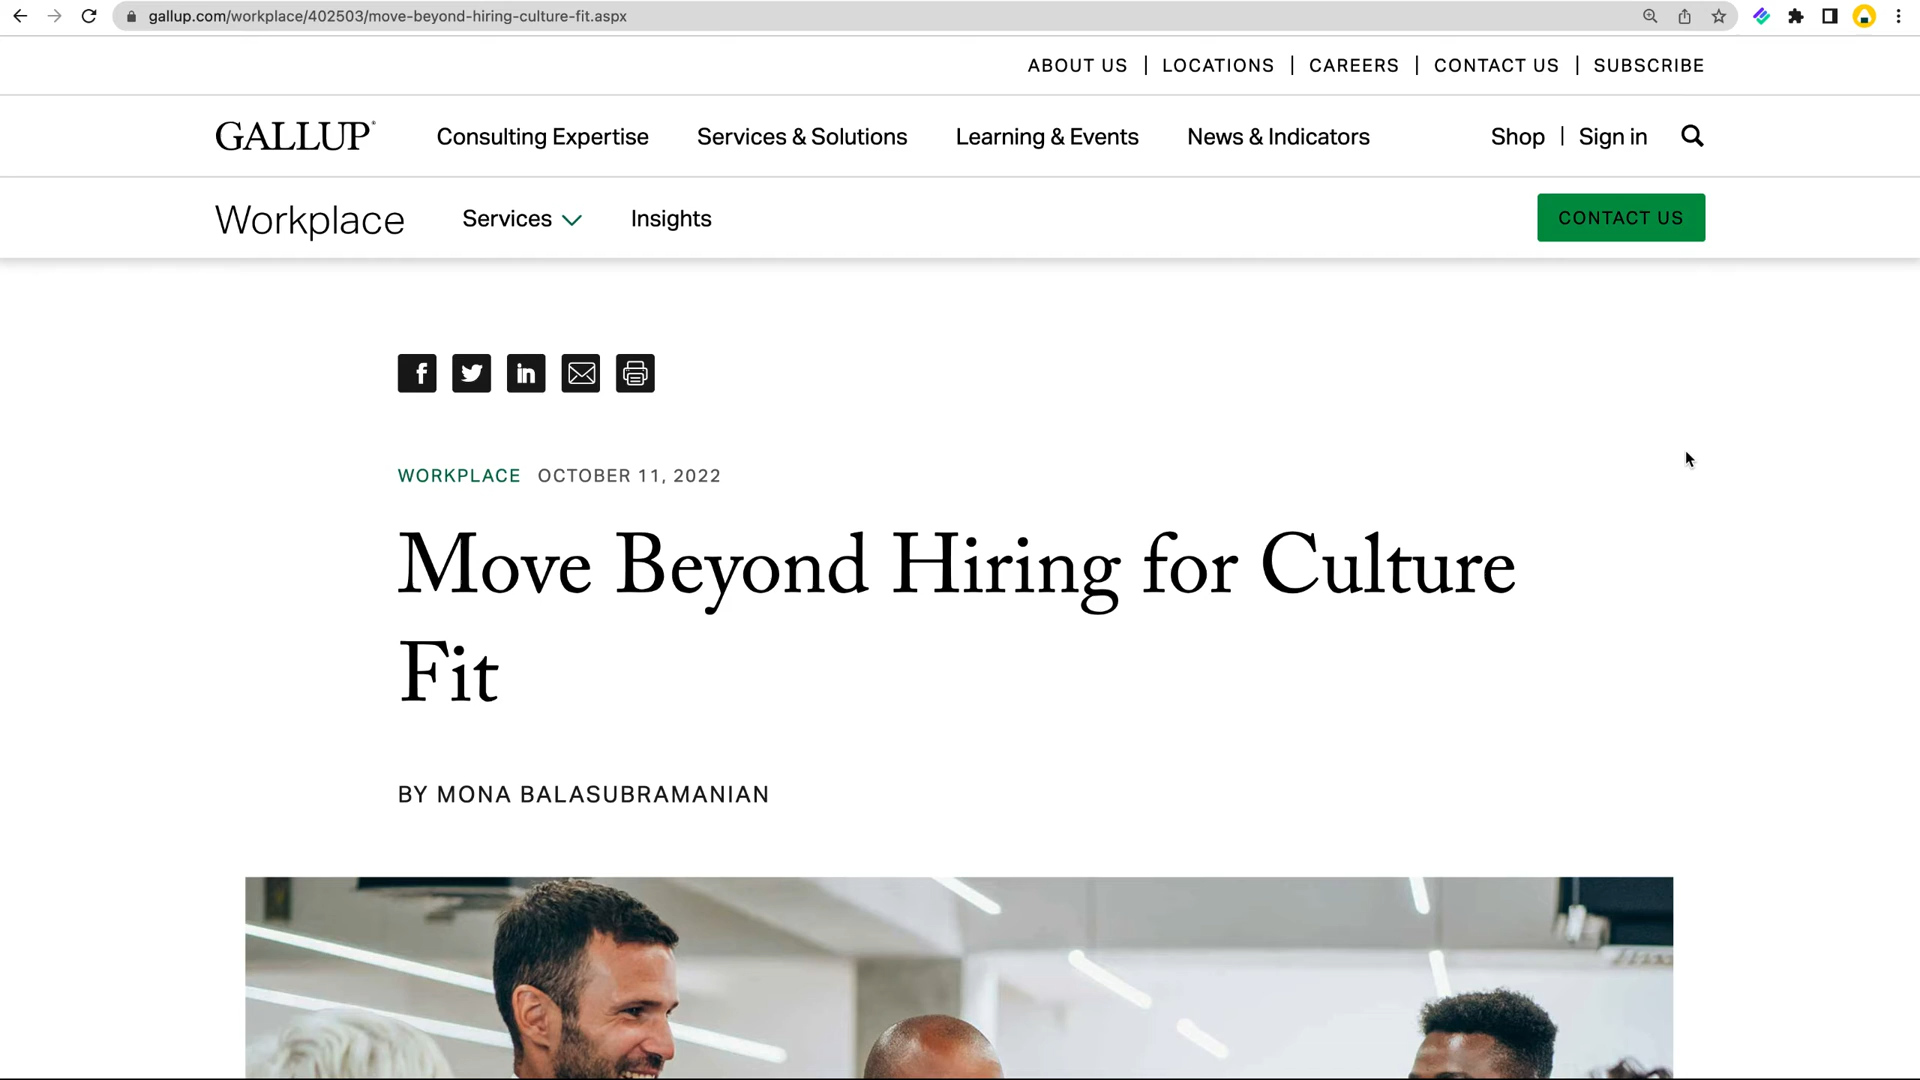 gallup.com/workplace/402503/move-beyond-hiring-culture-fit.aspx
ABOUT US | LOCATIONS | CAREERS | CONTACT US | SUBSCRIBE
GALLUP Consulting Expertise Services & Solutions Learning & Events News & Indicators Shop | Sign in
Workplace Services Insights CONTACT US
WORKPLACE OCTOBER 11, 2022
Move Beyond Hiring for Culture
Fit
BY MONA BALASUBRAMANIAN